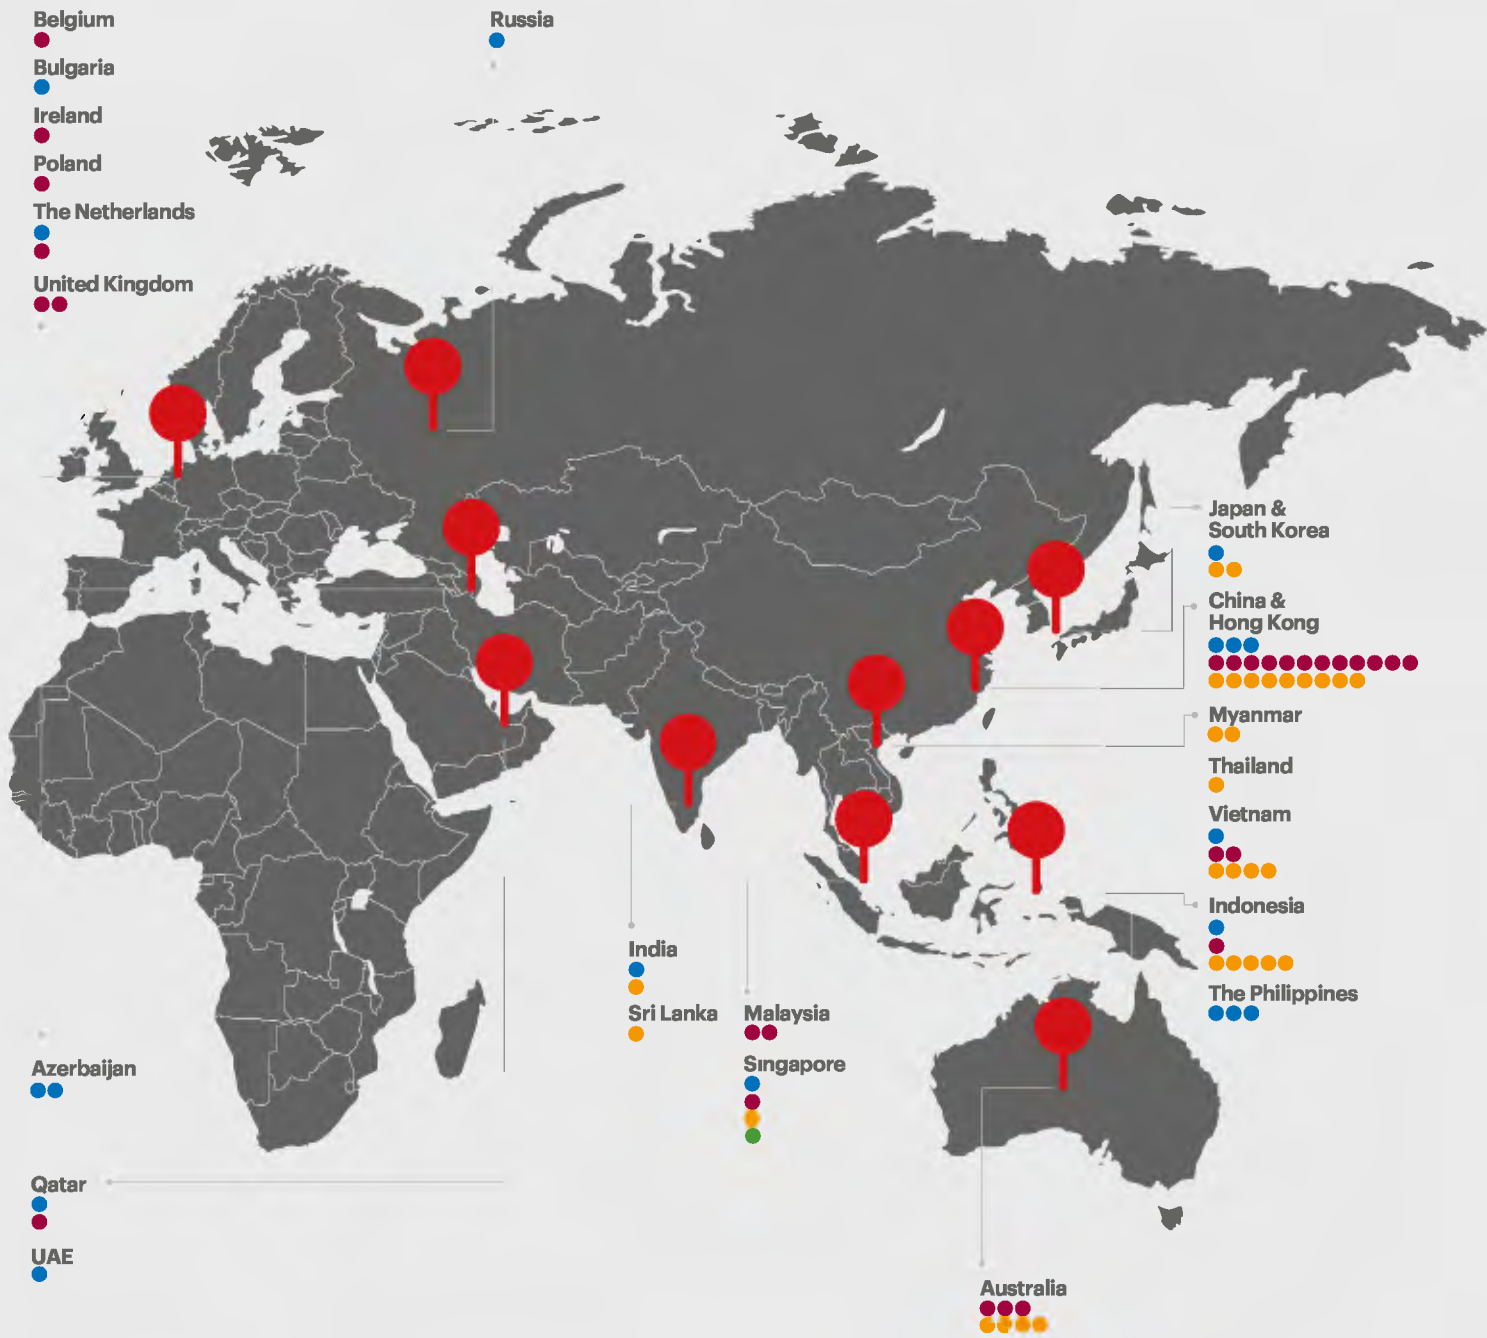 Belgium
Bulgaria
Ireland
Poland
The Netherlands
United Kingdom
Russia
Japan &
South Korea
China &
Hong Kong
Myanmar
Thailand
Vietnam
Indonesia
The Philippines
India
Sri Lanka
Malaysia
Singapore
Azerbaijan
Qatar
UAE
Australia